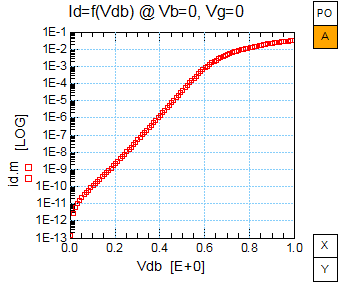 Id=f(Vdb) @ Vb=0, Vg=0
PO
A
1E-1
1E-2
1E-3
1E-4
1E-5
1E-6
1E-7
1E-8
1E-9
1E-10
1E-11
1E-12
1E-13
id.m [LOG]
0.0 0.2 0.4 0.6 0.8 1.0
Vdb [E+0]
X
Y